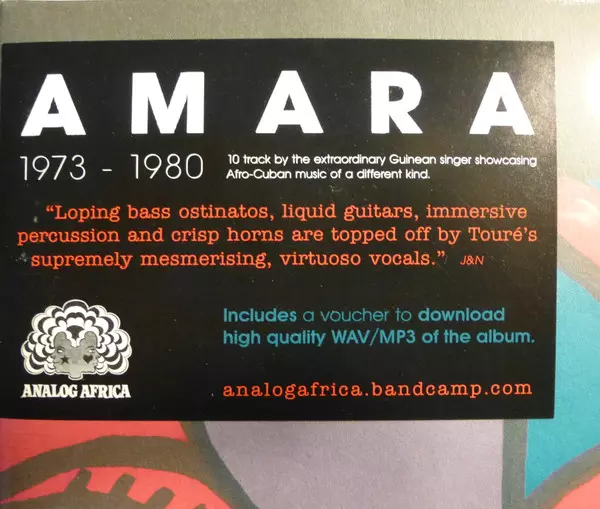 AMARA
1973 - 1980
10 track by the extraordinary Guinean singer showcasing
Afro-Cuban music of a different kind.
“Loping bass ostinatos, liquid guitars, immersive
percussion and crisp horns are topped off by Touré’s
supremely mesmerising, virtuoso vocals.” J&N
Includes a voucher to download
high quality WAV/MP3 of the album.
ANALOG AFRICA
analogafrica.bandcamp.com